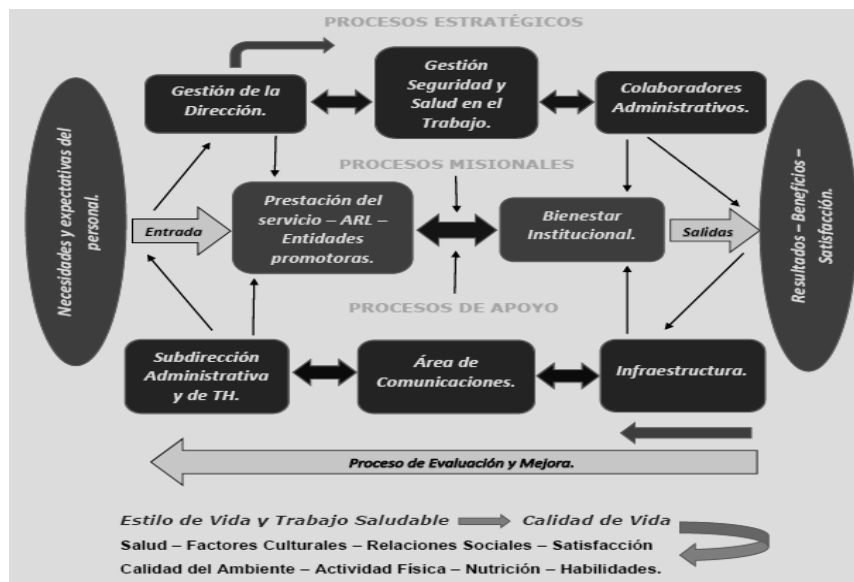 PROCESOS ESTRATÉGICOS
Gestión de la
Dirección.
Gestión
Seguridad y
Salud en el
Trabajo.
Colaboradores
Administrativos.
Necesidades y expectativas del
personal.
PROCESOS MISIONALES
Entrada
Prestación del
servicio – ARL –
Entidades
promotoras.
Bienestar
Institucional.
Salidas
Resultados – Beneficios –
Satisfacción.
PROCESOS DE APOYO
Subdirección
Administrativa
y de TH.
Área de
Comunicaciones.
Infraestructura.
Proceso de Evaluación y Mejora.
Estilo de Vida y Trabajo Saludable
Calidad de Vida
Salud – Factores Culturales – Relaciones Sociales – Satisfacción
Calidad del Ambiente – Actividad Física – Nutrición – Habilidades.